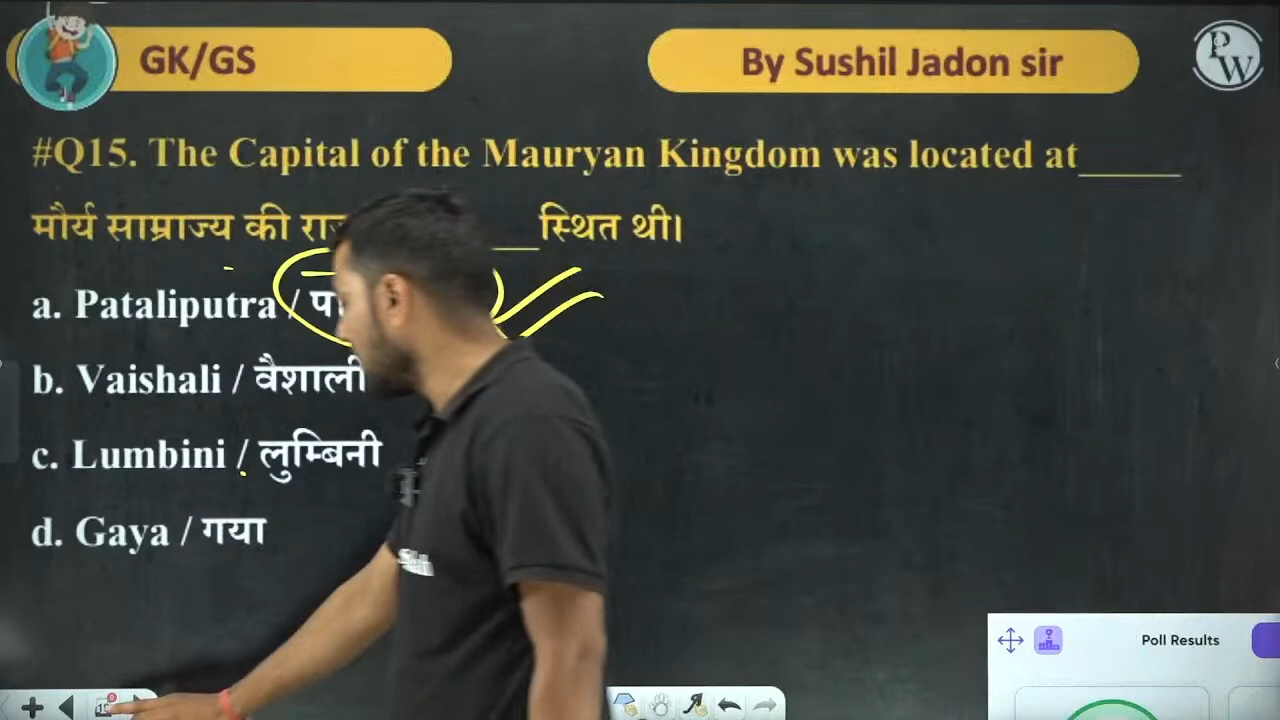 GK/GS
By Sushil Jadon sir
PW
#Q15. The Capital of the Mauryan Kingdom was located at______
मौर्य साम्राज्य की ___स्थित थी।
a. Pataliputra /
b. Vaishali / वैशाली
c. Lumbini / लुम्बिनी
d. Gaya / गया
Poll Results